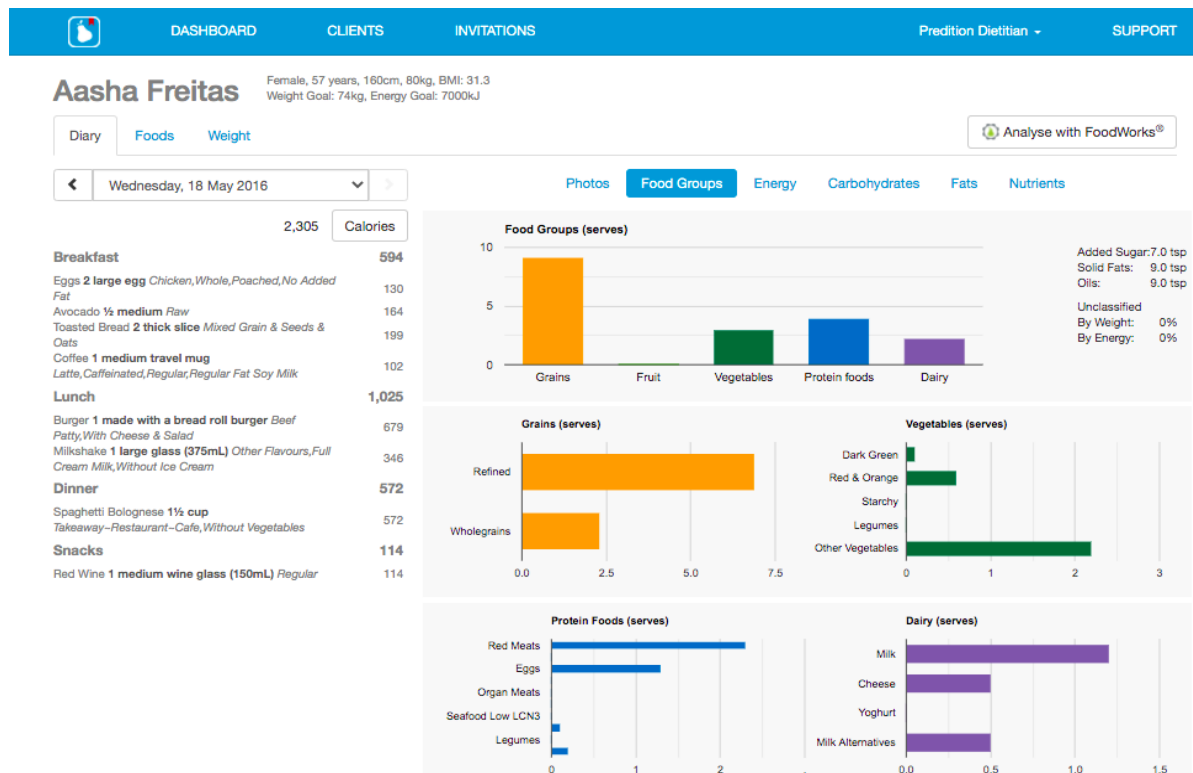 DASHBOARD CLIENTS INVITATIONS Predition Dietitian SUPPORT
Aasha Freitas
Female, 57 years, 160cm, 80kg, BMI: 31.3
Weight Goal: 74kg, Energy Goal: 7000kJ
Diary Foods Weight
Analyse with FoodWorks®
Wednesday, 18 May 2016
2,305 Calories
Breakfast 594
Eggs 2 large egg Chicken,Whole,Poached,No Added
Fat
130
Avocado ½ medium Raw 164
Toasted Bread 2 thick slice Mixed Grain & Seeds &
Oats
199
Coffee 1 medium travel mug
Latte,Caffeinated,Regular,Regular Fat Soy Milk
102
Lunch 1,025
Burger 1 made with a bread roll burger Beef
Patty,With Cheese & Salad
679
Milkshake 1 large glass (375mL) Other Flavours,Full
Cream Milk,Without Ice Cream
346
Dinner 572
Spaghetti Bolognese 1½ cup
Takeaway–Restaurant–Cafe,Without Vegetables
572
Snacks 114
Red Wine 1 medium wine glass (150mL) Regular 114
Photos Food Groups Energy Carbohydrates Fats Nutrients
Food Groups (serves)
10
5
0
Grains Fruit Vegetables Protein foods Dairy
Added Sugar:7.0 tsp
Solid Fats: 9.0 tsp
Oils: 9.0 tsp
Unclassified
By Weight: 0%
By Energy: 0%
Grains (serves)
Refined
Wholegrains
0.0 2.5 5.0 7.5
Vegetables (serves)
Dark Green
Red & Orange
Starchy
Legumes
Other Vegetables
0 1 2 3
Protein Foods (serves)
Red Meats
Eggs
Organ Meats
Seafood Low LCN3
Legumes
0 1 2
Dairy (serves)
Milk
Cheese
Yoghurt
Milk Alternatives
0.0 0.5 1.0 1.5